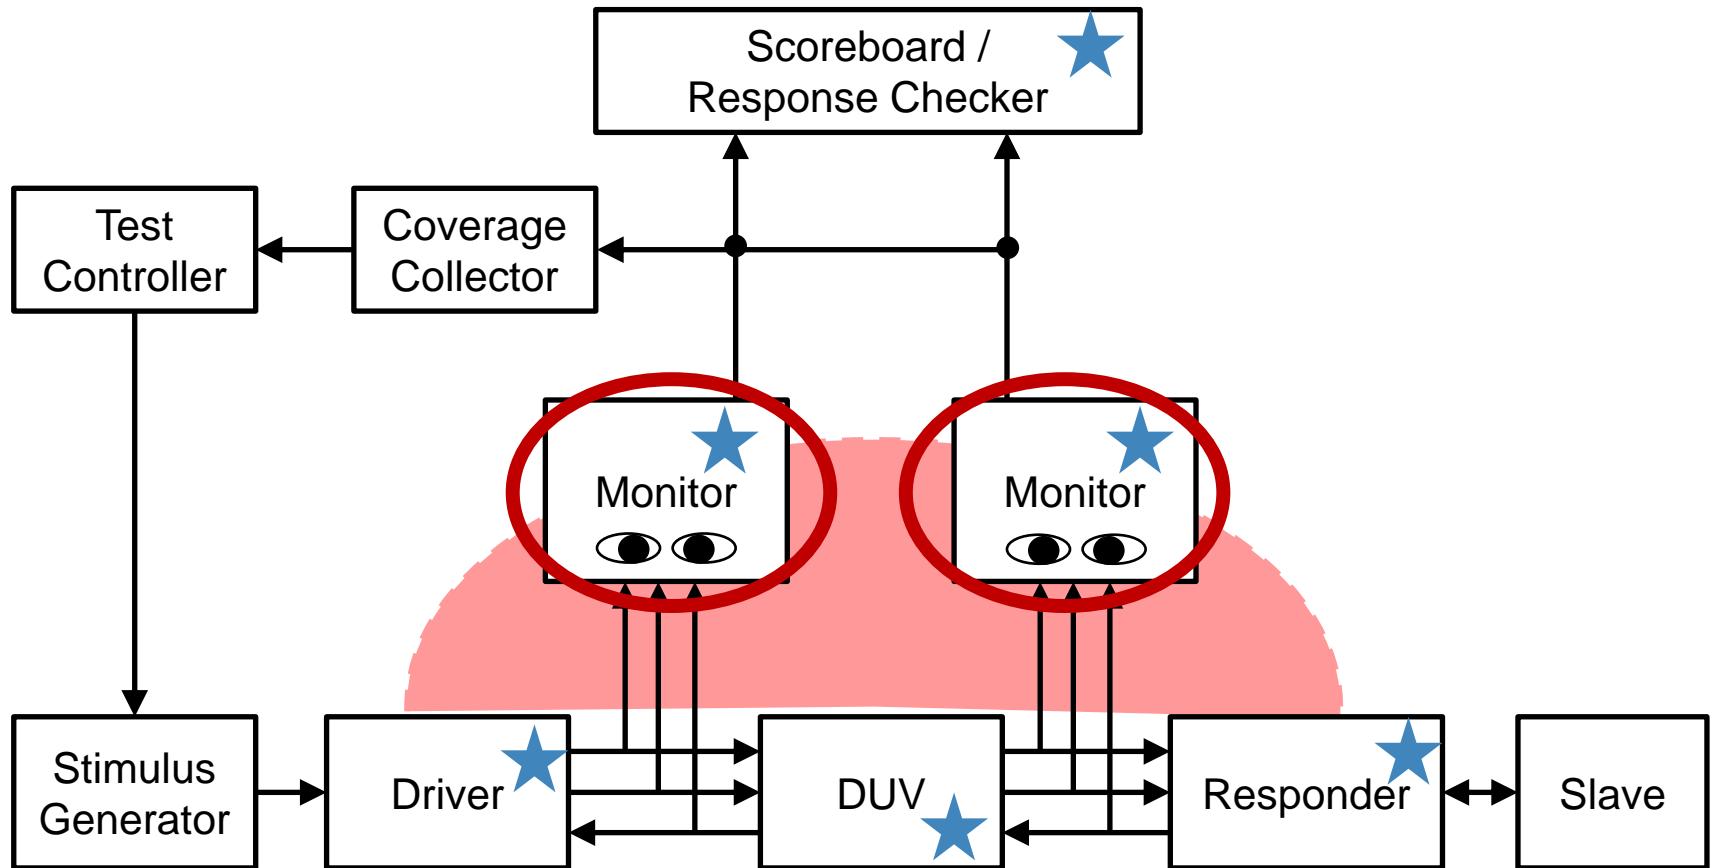 Scoreboard /
Response Checker
Test
Controller
Coverage
Collector
Monitor
Monitor
Stimulus
Generator
Driver
DUV
Responder
Slave